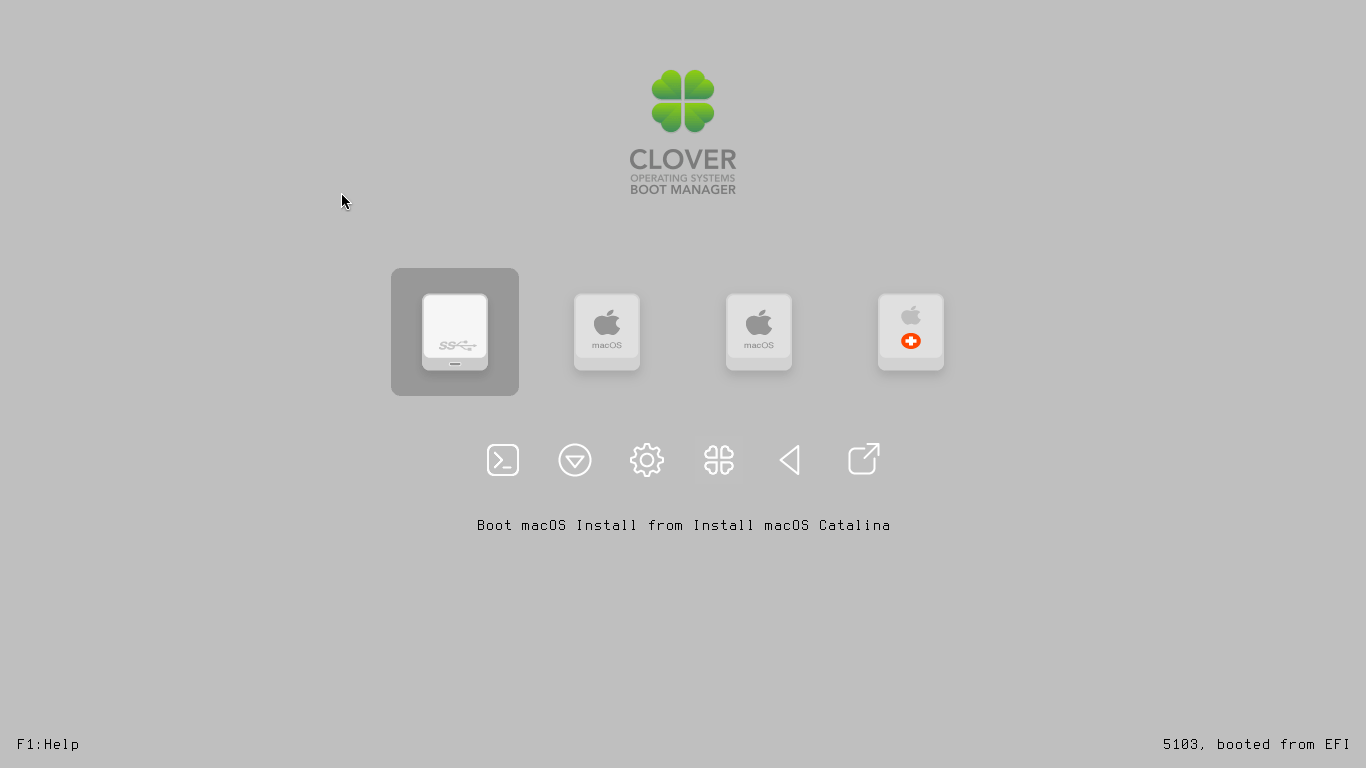 CLOVER
OPERATING SYSTEMS
BOOT MANAGER
SS
macOS
macOS
Boot macOS Install from Install macOS Catalina
F1:Help
5103, booted from EFI